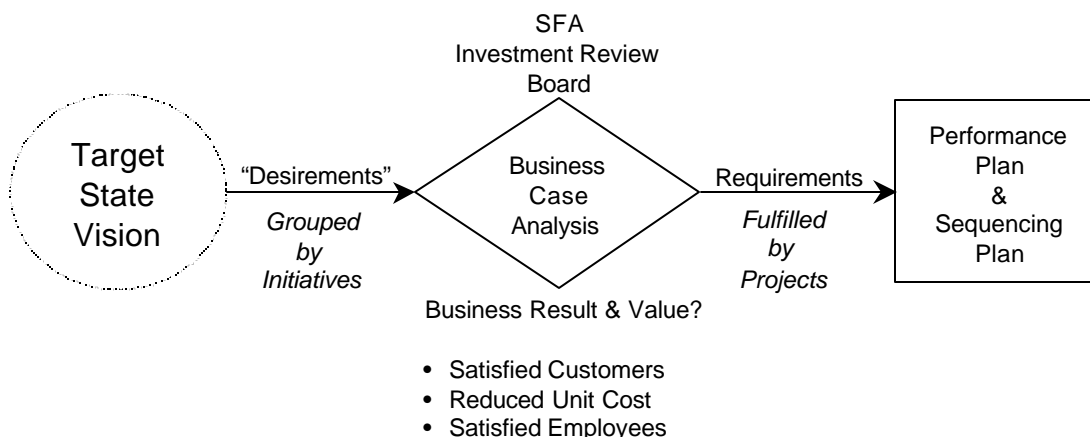 SFA
Investment Review
Board
Target
State
Vision
“Desirements”
Grouped
by
Initiatives
Business
Case
Analysis
Requirements
Fulfilled
by
Projects
Performance
Plan
&
Sequencing
Plan
Business Result & Value?
• Satisfied Customers
• Reduced Unit Cost
• Satisfied Employees